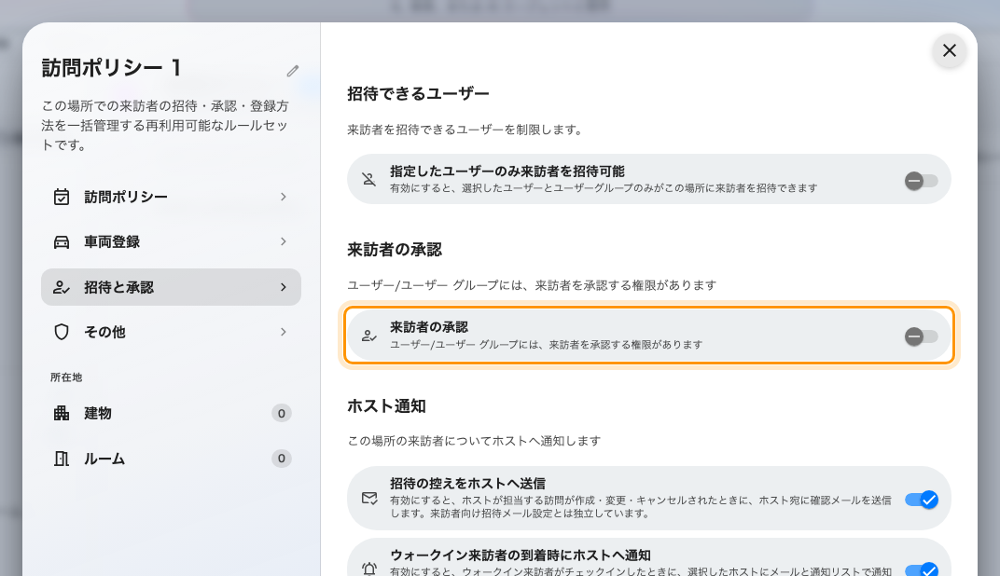 訪問ポリシー 1
この場所での来訪者の招待・承認・登録方
法を一括管理する再利用可能なルールセッ
トです。
訪問ポリシー
車両登録
招待と承認
その他
所在地
建物 0
ルーム 0
招待できるユーザー
来訪者を招待できるユーザーを制限します。
指定したユーザーのみ来訪者を招待可能
有効にすると、選択したユーザーとユーザーグループのみがこの場所に来訪者を招待できます
来訪者の承認
ユーザー/ユーザー グループには、来訪者を承認する権限があります
来訪者の承認
ユーザー/ユーザー グループには、来訪者を承認する権限があります
ホスト通知
この場所の来訪者についてホストへ通知します
招待の控えをホストへ送信
有効にすると、ホストが担当する訪問が作成・変更・キャンセルされたときに、ホスト宛に確認メールを送信
します。来訪者向け招待メール設定とは独立しています。
ウォークイン来訪者の到着時にホストへ通知
有効にすると、ウォークイン来訪者がチェックインしたときに、選択したホストにメールと通知リストで通知